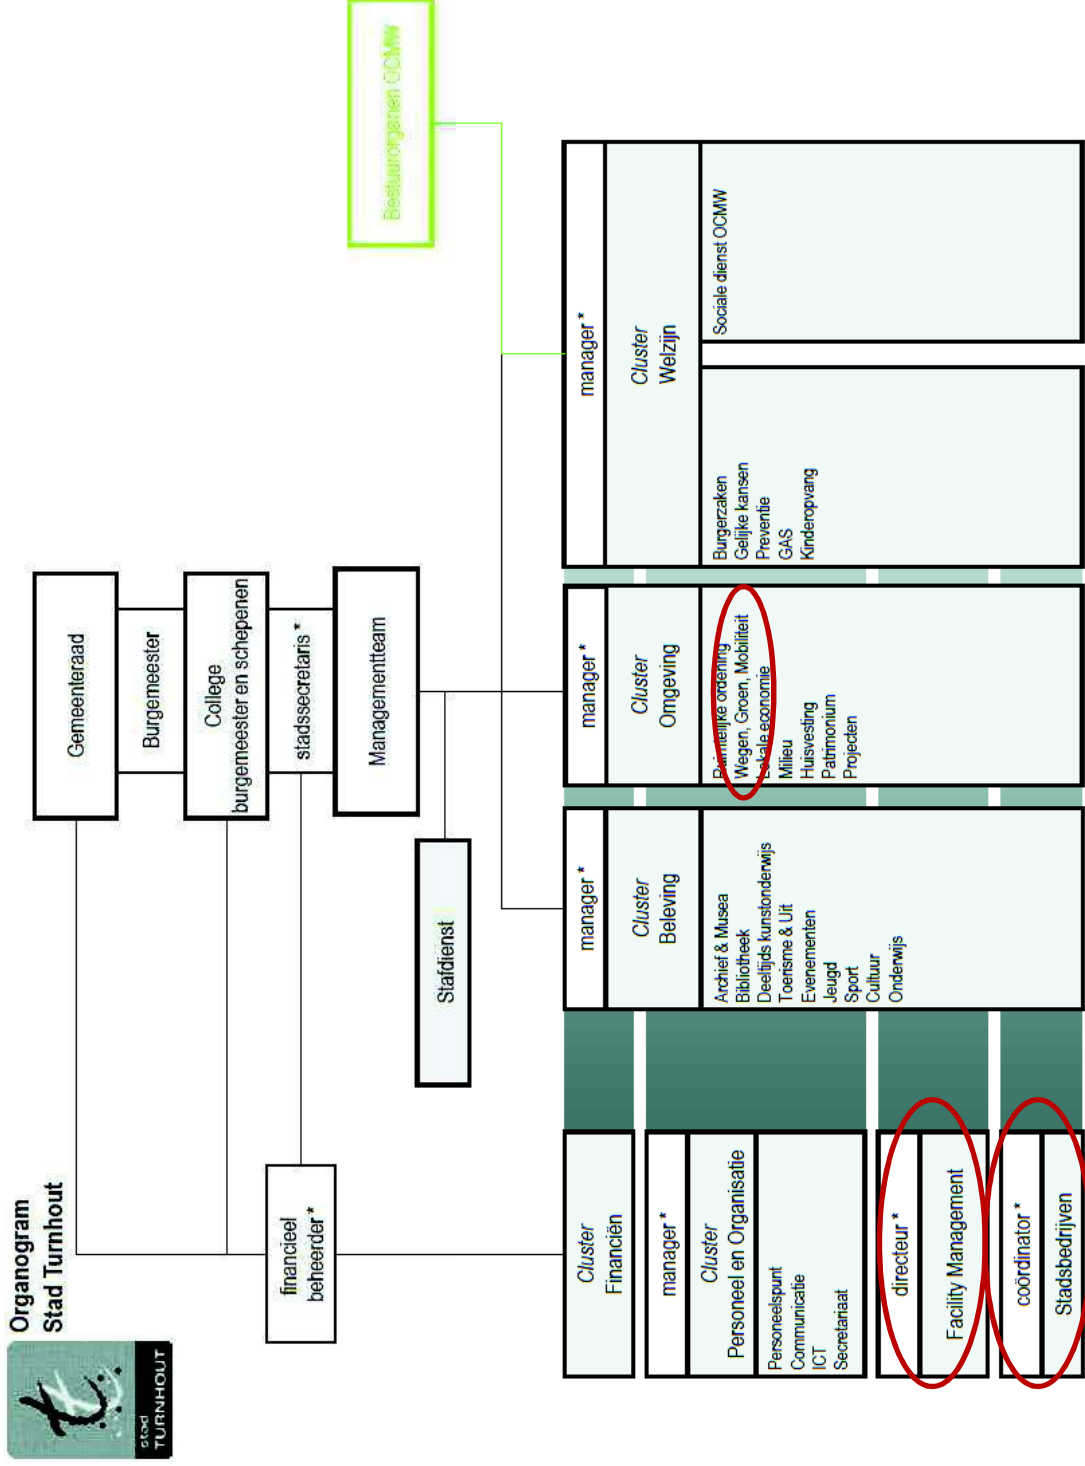 Organogram
Stad Turnhout
stad
TURNHOUT
Gemeenteraad
Burgemeester
College
burgemeester en schepenen
stadssecretaris *
Managementteam
financieel
beheerder *
Stafdienst
Bestuurorganen OCMW
Cluster
Financiën
manager *
Cluster
Personeel en Organisatie
Personeelspunt
Communicatie
ICT
Secretariaat
directeur *
Facility Management
coördinator *
Stadsbedrijven
manager *
Cluster
Beleving
Archief & Musea
Bibliotheek
Deeltijds kunstonderwijs
Toerisme & Uit
Evenementen
Jeugd
Sport
Cultuur
Onderwijs
manager *
Cluster
Omgeving
Ruimtelijke ordening
Wegen, Groen, Mobiliteit
Lokale economie
Milieu
Huisvesting
Patrimonium
Projecten
manager *
Cluster
Welzijn
Burgerzaken
Gelijke kansen
Preventie
GAS
Kinderopvang
Sociale dienst OCMW